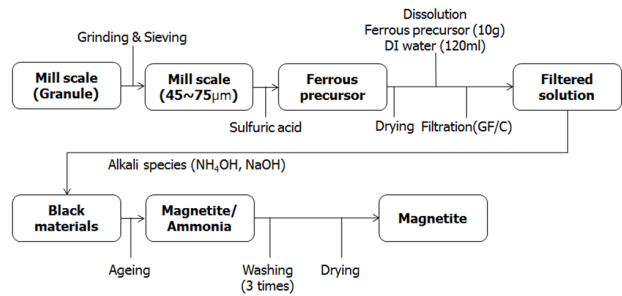 Dissolution
Ferrous precursor (10g)
DI water (120ml)
Grinding & Sieving
Mill scale
(Granule)
Mill scale
(45~75μm)
Ferrous
precursor
Filtered
solution
Sulfuric acid
Drying
Filtration(GF/C)
Alkali species (NH₄OH, NaOH)
Black
materials
Magnetite/
Ammonia
Magnetite
Ageing
Washing
(3 times)
Drying